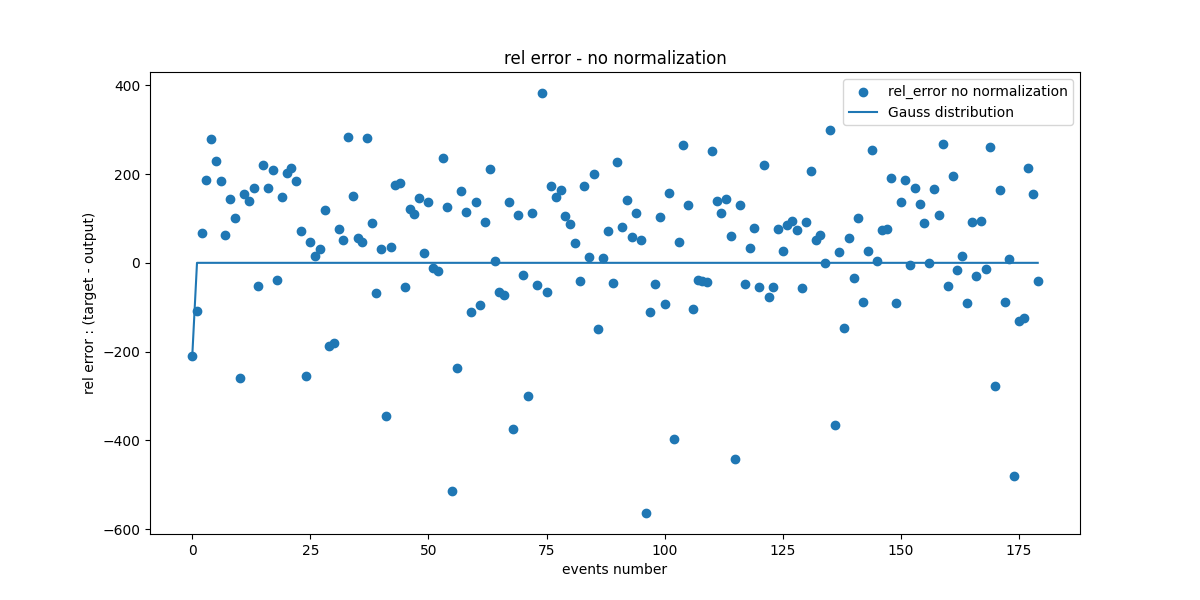 rel error - no normalization
rel_error no normalization
Gauss distribution
rel error : (target - output)
400
200
0
−200
−400
−600
0
25
50
75
100
125
150
175
events number